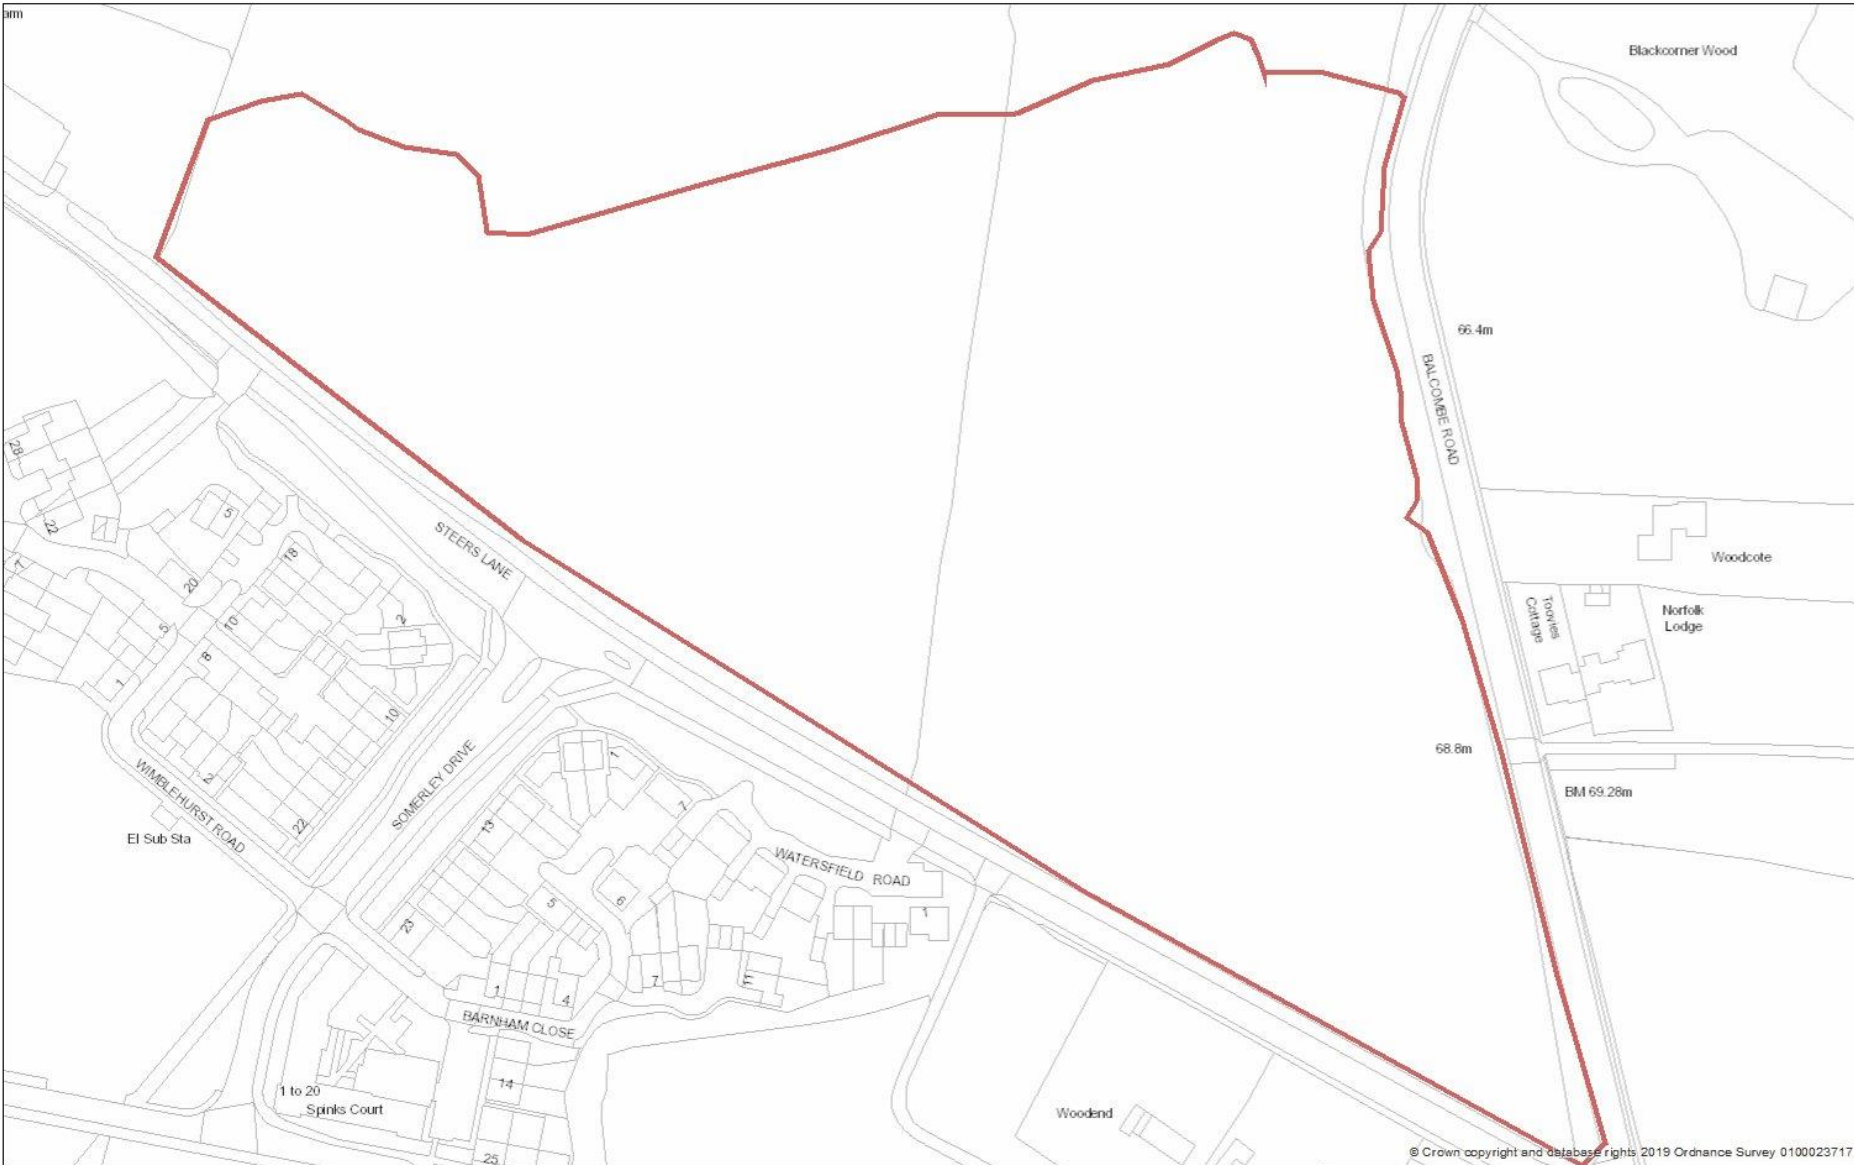 arm
Blackcorner Wood
66.4m
BALCOMBE ROAD
28
22
5
STEERS LANE
18
Woodcote
7
20
Toovies
Cottage
Norfolk
Lodge
10
2
5
8
1
10
68.8m
WIMBLEHURST ROAD
2
SOMERLEY DRIVE
1
BM 69.28m
7
22
13
El Sub Sta
WATERSFIELD ROAD
5
6
1
23
7
11
1
4
BARNHAM CLOSE
14
1 to 20
Spinks Court
Woodend
25
© Crown copyright and database rights 2019 Ordnance Survey 0100023717